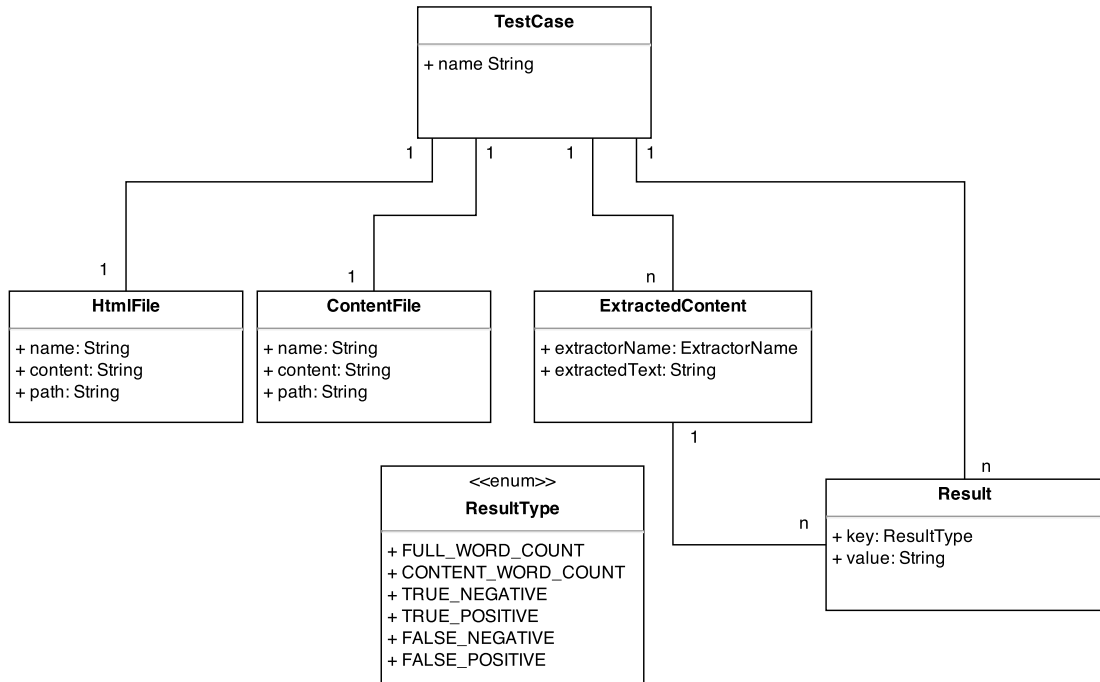 TestCase
+ name String
1
1
1
1
1
1
n
HtmlFile
+ name: String
+ content: String
+ path: String
ContentFile
+ name: String
+ content: String
+ path: String
ExtractedContent
+ extractorName: ExtractorName
+ extractedText: String
1
n
n
<<enum>>
ResultType
+ FULL_WORD_COUNT
+ CONTENT_WORD_COUNT
+ TRUE_NEGATIVE
+ TRUE_POSITIVE
+ FALSE_NEGATIVE
+ FALSE_POSITIVE
Result
+ key: ResultType
+ value: String